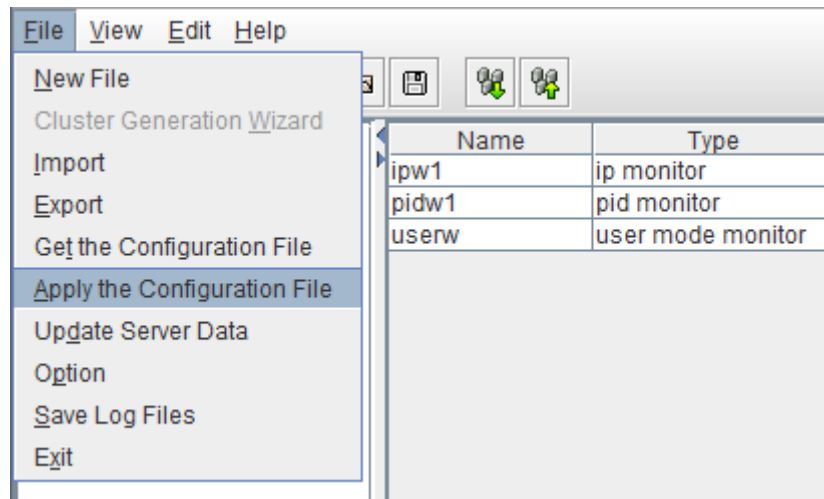 File View Edit Help
New File
Cluster Generation Wizard
Import
Export
Get the Configuration File
Apply the Configuration File
Update Server Data
Option
Save Log Files
Exit
Name Type
ipw1 ip monitor
pidw1 pid monitor
userw user mode monitor